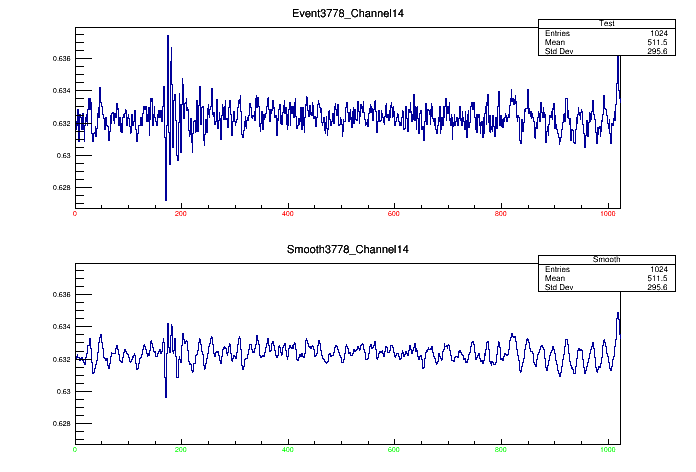 Event3778_Channel14
Test
Entries 1024
Mean 511.5
Std Dev 295.6
0.636
0.634
0.632
0.63
0.628
0 200 400 600 800 1000
Smooth3778_Channel14
Smooth
Entries 1024
Mean 511.5
Std Dev 295.6
0.636
0.634
0.632
0.63
0.628
0 200 400 600 800 1000